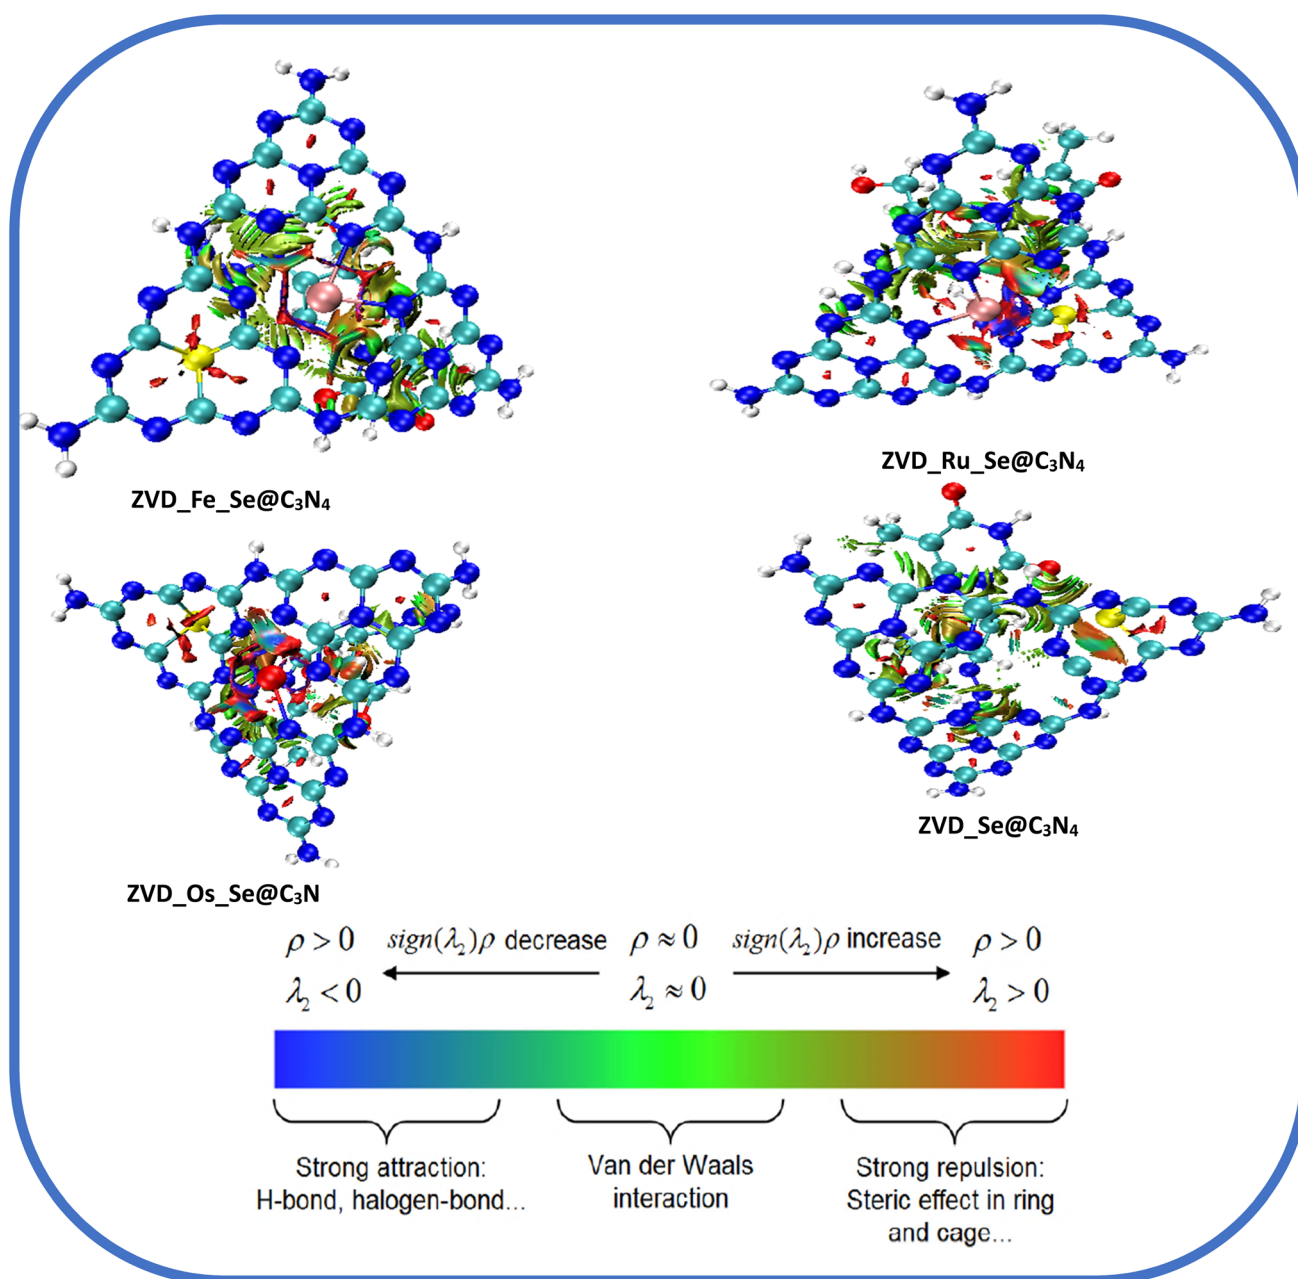 ZVD_Fe_Se@C₃N₄
ZVD_Ru_Se@C₃N₄
ZVD_Os_Se@C₃N
ZVD_Se@C₃N₄
ρ > 0 sign(λ₂)ρ decrease ρ ≈ 0 sign(λ₂)ρ increase ρ > 0
λ₂ < 0 λ₂ ≈ 0 λ₂ > 0
Strong attraction:
H-bond, halogen-bond...
Van der Waals
interaction
Strong repulsion:
Steric effect in ring
and cage...